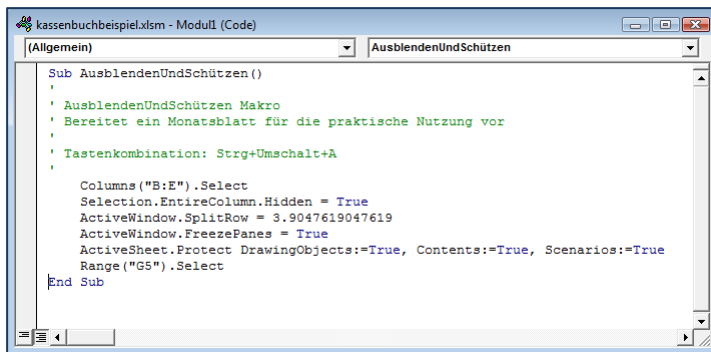 kassenbuchbeispiel.xlsm - Modul1 (Code)
(Allgemein) AusblendenUndSchützen
Sub AusblendenUndSchützen()
'
' AusblendenUndSchützen Makro
' Bereitet ein Monatsblatt für die praktische Nutzung vor
'
' Tastenkombination: Strg+Umschalt+A
'
Columns("B:E").Select
Selection.EntireColumn.Hidden = True
ActiveWindow.SplitRow = 3.9047619047619
ActiveWindow.FreezePanes = True
ActiveSheet.Protect DrawingObjects:=True, Contents:=True, Scenarios:=True
Range("G5").Select
End Sub